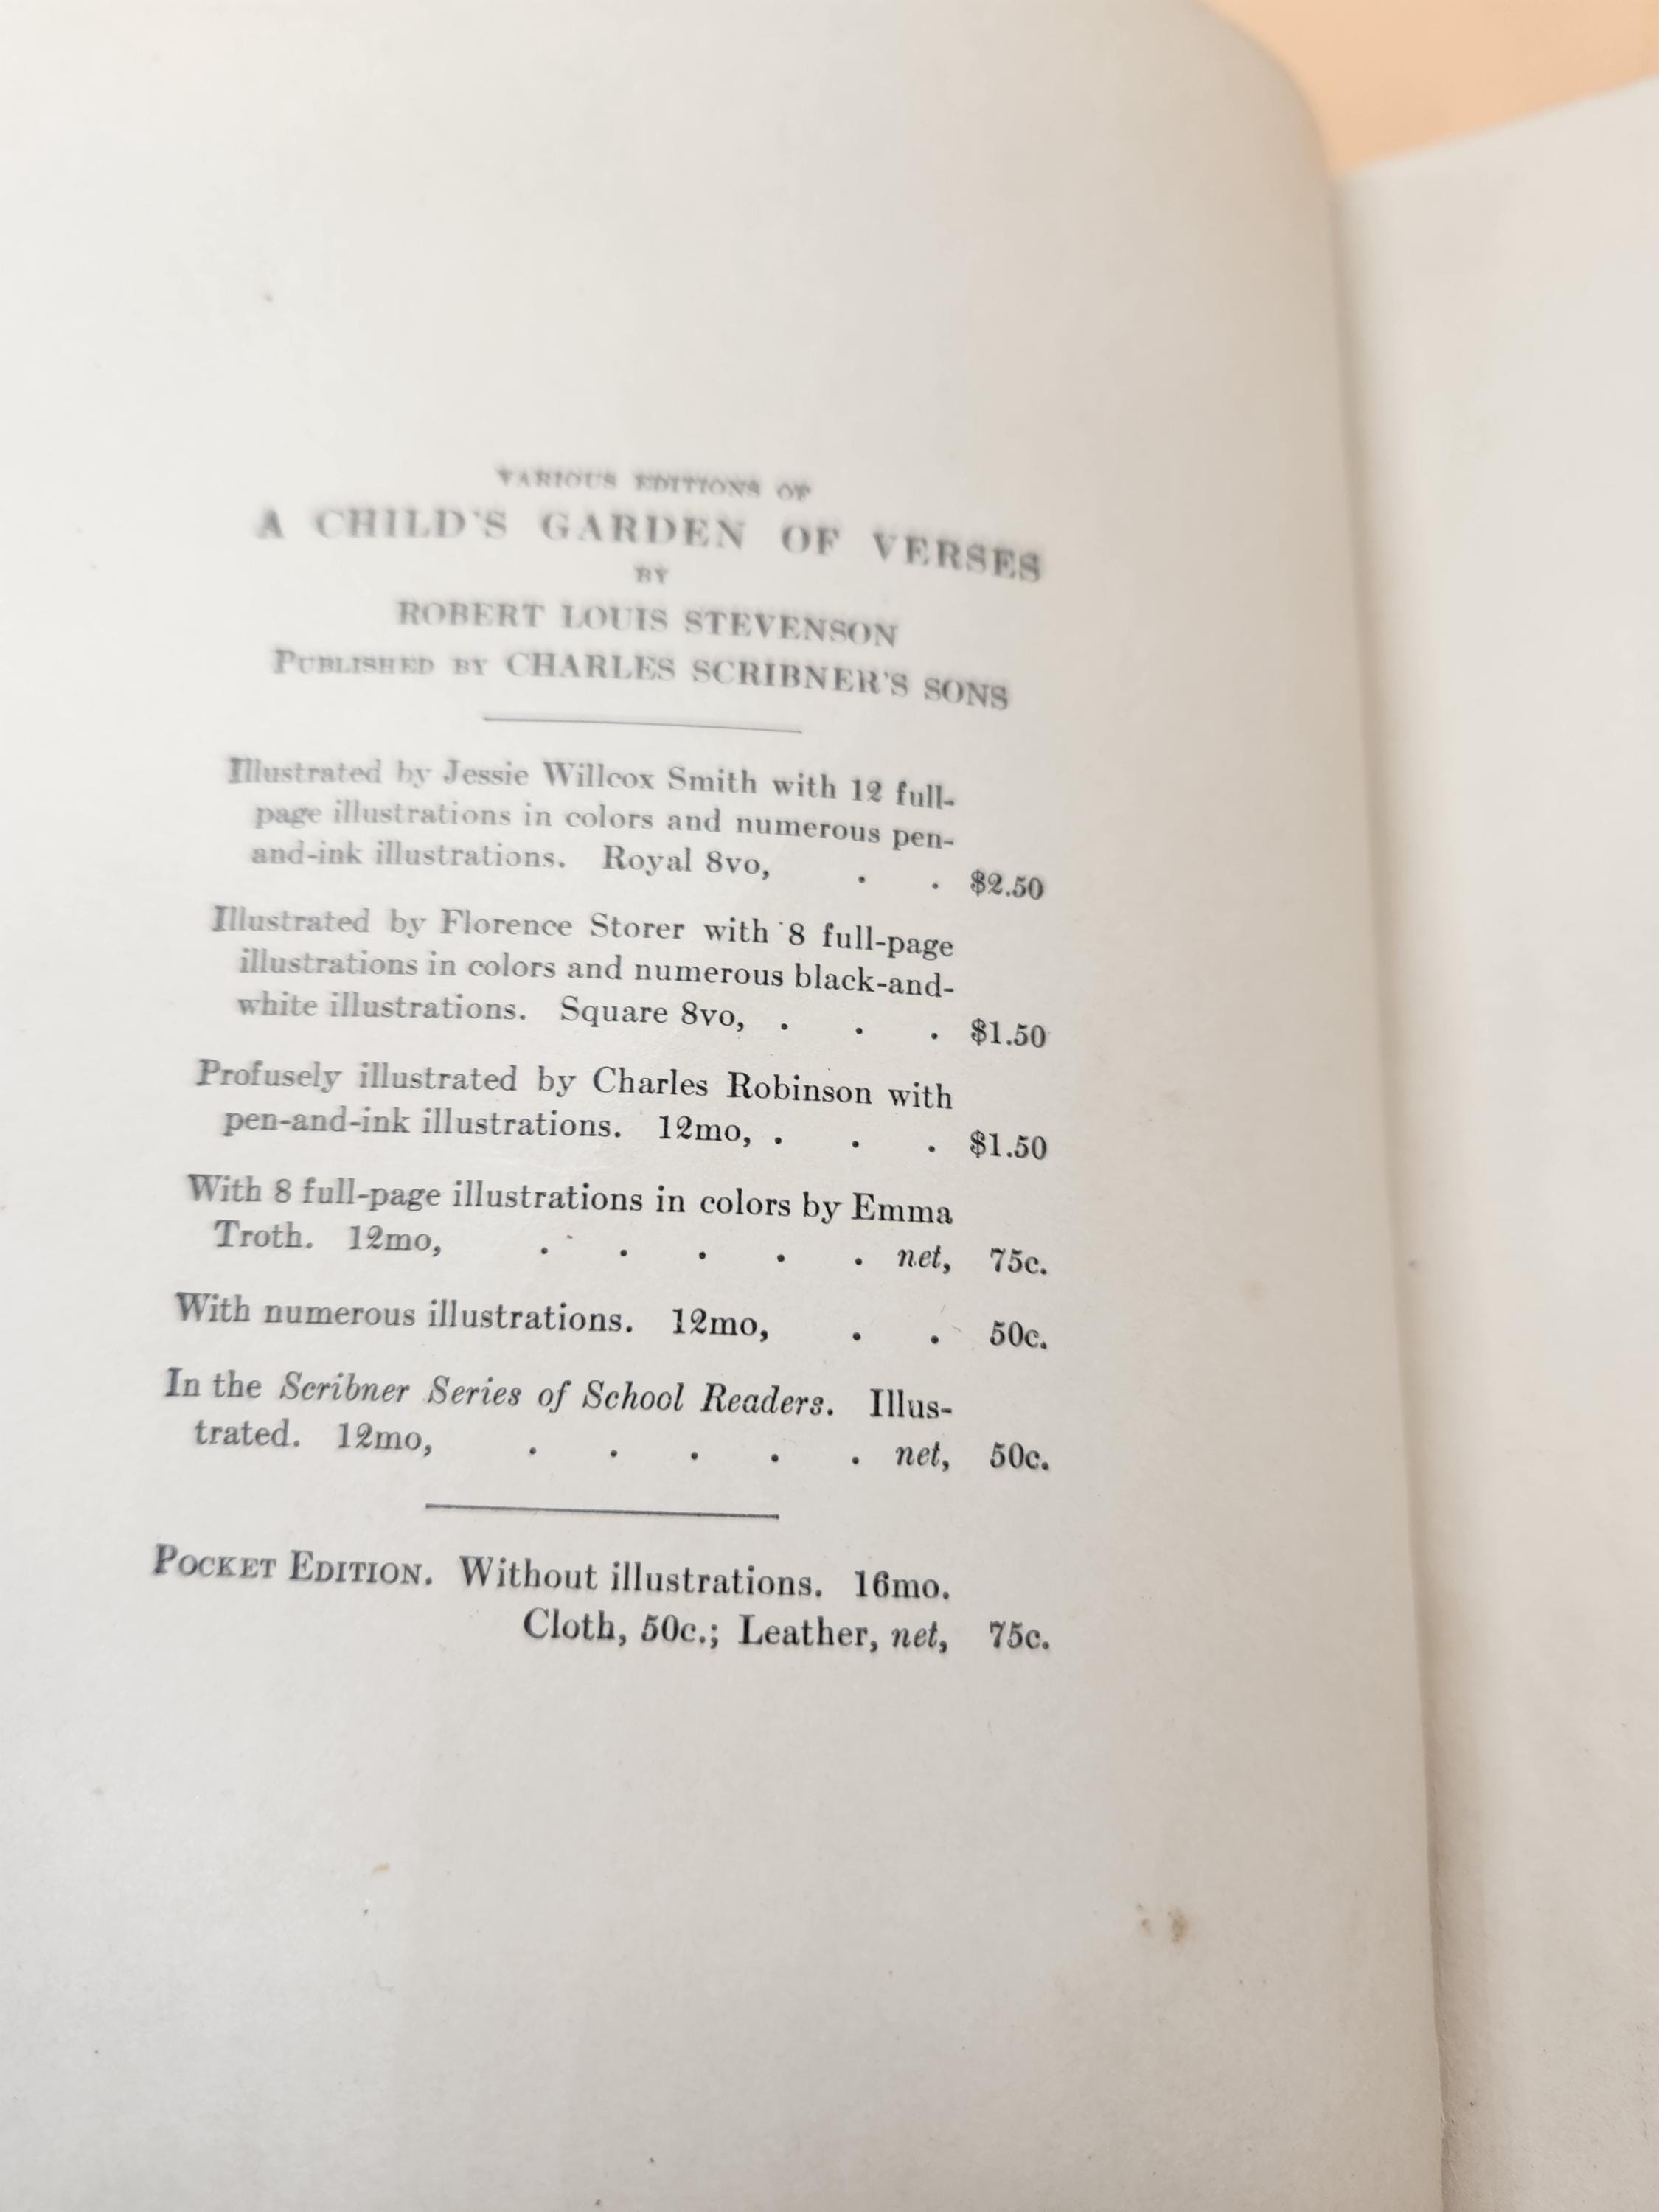 VARIOUS EDITIONS OF
A CHILD'S GARDEN OF VERSES
BY
ROBERT LOUIS STEVENSON
PUBLISHED BY CHARLES SCRIBNER'S SONS
Illustrated by Jessie Willcox Smith with 12 full-
page illustrations in colors and numerous pen-
and-ink illustrations. Royal 8vo, . . $2.50
Illustrated by Florence Storer with 8 full-page
illustrations in colors and numerous black-and-
white illustrations. Square 8vo, . . . $1.50
Profusely illustrated by Charles Robinson with
pen-and-ink illustrations. 12mo, . . . $1.50
With 8 full-page illustrations in colors by Emma
Troth. 12mo, . . . . . net, 75c.
With numerous illustrations. 12mo, . . 50c.
In the Scribner Series of School Readers. Illus-
trated. 12mo, . . . . . net, 50c.
POCKET EDITION. Without illustrations. 16mo.
Cloth, 50c.; Leather, net, 75c.